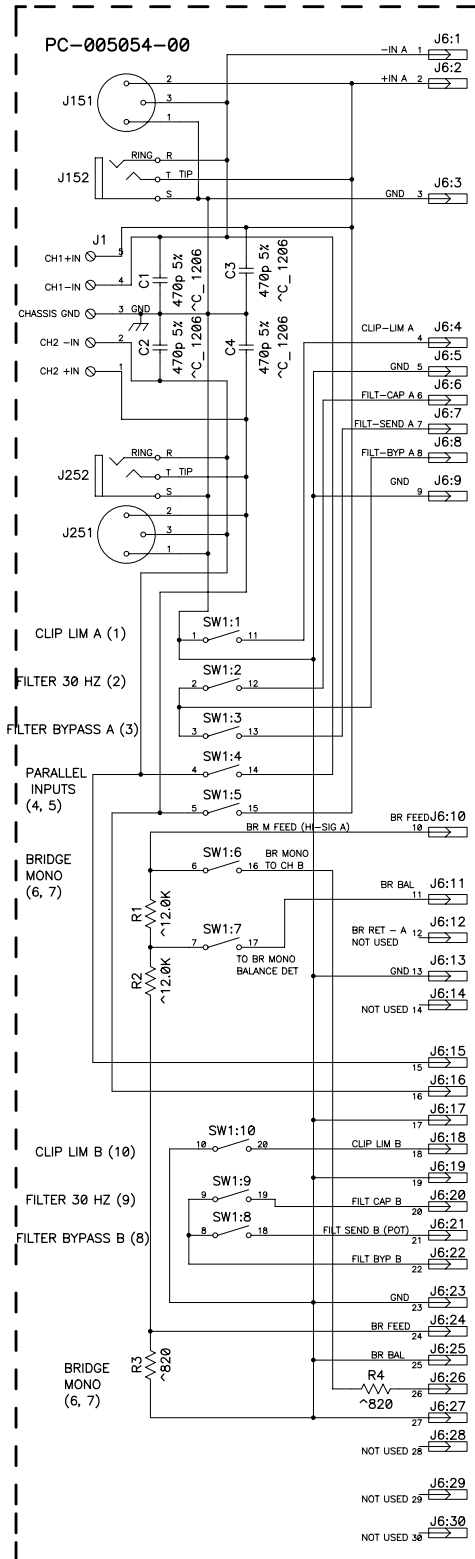 PC-005054-00
J6:1
-IN A 1
J6:2
+IN A 2
J151
2
3
1
RING R
T TIP
S
J152
J6:3
GND 3
J1
CH1+IN 5
CH1-IN 4
CHASSIS GND 3 GND
CH2 -IN 2
CH2 +IN 1
C1
470p 5%
^C_1206
C3
470p 5%
^C_1206
C2
470p 5%
^C_1206
C4
470p 5%
^C_1206
J6:4
CLIP-LIM A
4
J6:5
GND 5
J6:6
FILT-CAP A 6
J6:7
FILT-SEND A 7
J6:8
FILT-BYP A 8
J6:9
GND
9
RING R
T TIP
S
J252
J251
2
3
1
CLIP LIM A (1)
SW1:1
1 11
FILTER 30 HZ (2)
SW1:2
2 12
FILTER BYPASS A (3)
SW1:3
3 13
PARALLEL
INPUTS
(4, 5)
SW1:4
4 14
SW1:5
5 15
BR M FEED (HI-SIG A)
BR FEED
J6:10
10
BRIDGE
MONO
(6, 7)
SW1:6
6 16
BR MONO
TO CH B
R1
^12.0K
J6:11
BR BAL
11
SW1:7
7 17
TO BR MONO
BALANCE DET
R2
^12.0K
J6:12
BR RET - A 12
NOT USED
J6:13
GND 13
J6:14
NOT USED 14
J6:15
15
J6:16
16
J6:17
17
CLIP LIM B (10)
SW1:10
10 20
J6:18
CLIP LIM B
18
J6:19
19
FILTER 30 HZ (9)
SW1:9
9 19
J6:20
FILT CAP B
20
FILTER BYPASS B (8)
SW1:8
8 18
J6:21
FILT SEND B (POT)
21
J6:22
FILT BYP B
22
J6:23
GND
23
J6:24
BR FEED
24
BRIDGE
MONO
(6, 7)
R3
^820
J6:25
BR BAL
25
R4
^820
J6:26
26
J6:27
27
J6:28
NOT USED 28
J6:29
NOT USED 29
J6:30
NOT USED 30